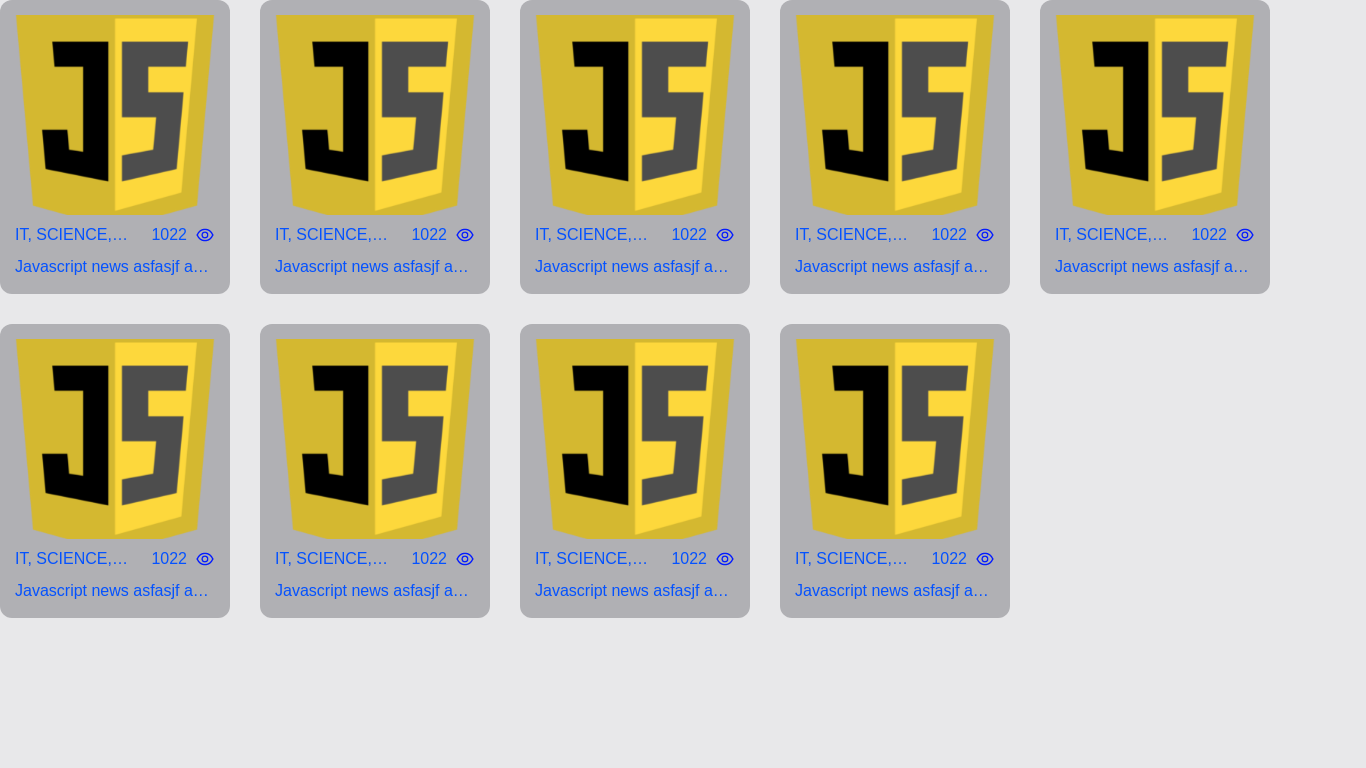 JS JS JS JS JS
IT, SCIENCE,... 1022 IT, SCIENCE,... 1022 IT, SCIENCE,... 1022 IT, SCIENCE,... 1022 IT, SCIENCE,... 1022
Javascript news asfasjf a... Javascript news asfasjf a... Javascript news asfasjf a... Javascript news asfasjf a... Javascript news asfasjf a...
JS JS JS JS
IT, SCIENCE,... 1022 IT, SCIENCE,... 1022 IT, SCIENCE,... 1022 IT, SCIENCE,... 1022
Javascript news asfasjf a... Javascript news asfasjf a... Javascript news asfasjf a... Javascript news asfasjf a...